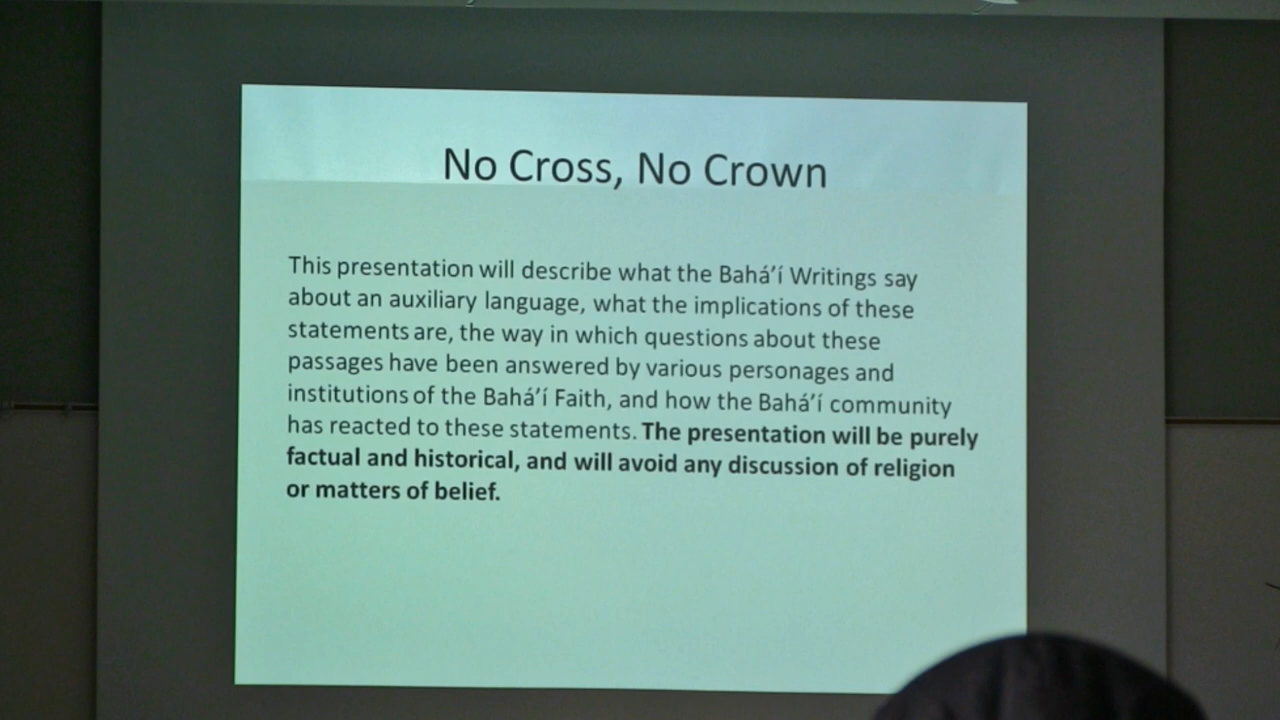 No Cross, No Crown
This presentation will describe what the Bahá’í Writings say
about an auxiliary language, what the implications of these
statements are, the way in which questions about these
passages have been answered by various personages and
institutions of the Bahá’í Faith, and how the Bahá’í community
has reacted to these statements. The presentation will be purely
factual and historical, and will avoid any discussion of religion
or matters of belief.